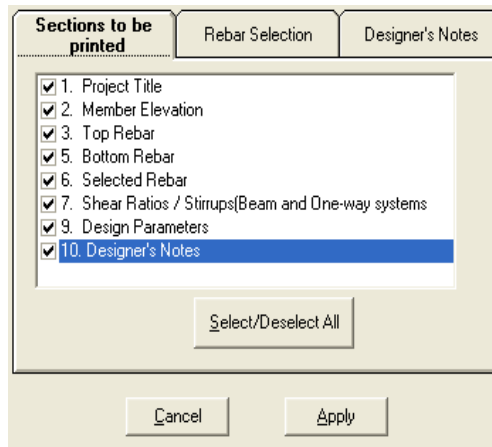 Sections to be
printed
Rebar Selection
Designer's Notes
1. Project Title
2. Member Elevation
3. Top Rebar
5. Bottom Rebar
6. Selected Rebar
7. Shear Ratios / Stirrups(Beam and One-way systems
9. Design Parameters
10. Designer's Notes
Select/Deselect All
Cancel
Apply